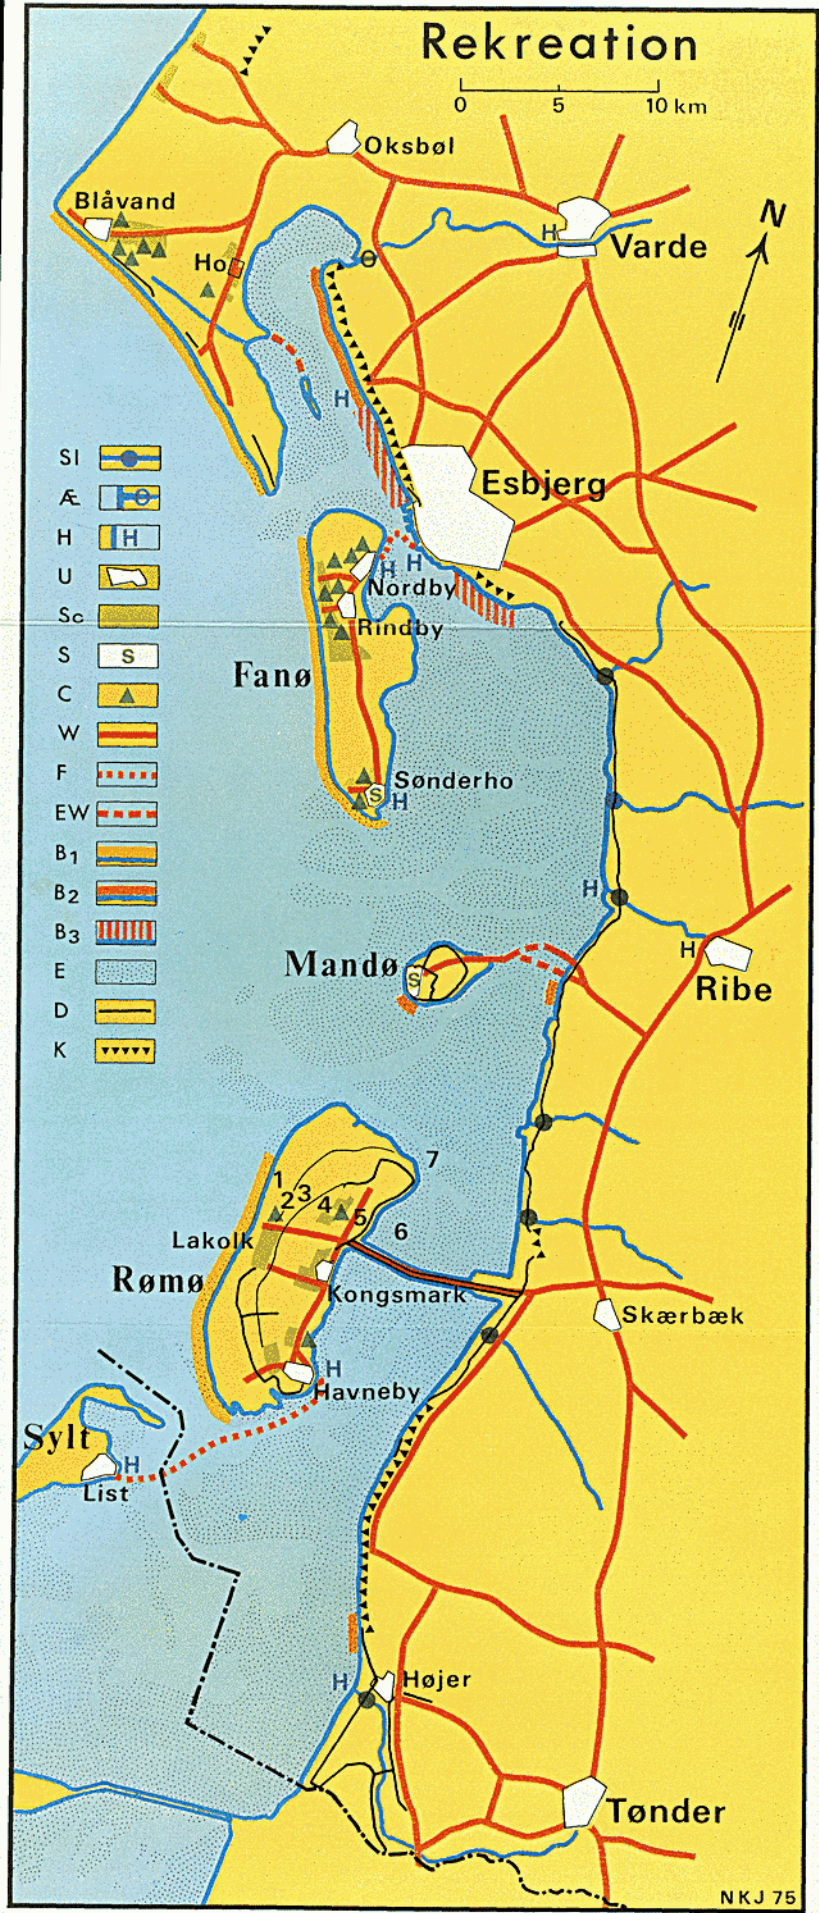 Rekreation
0 5 10 km
Oksbøl
Blåvand
N
H
Varde
Ho
H
Sl
Esbjerg
Æ
H H
U
H H
Nordby
Sc
Rindby
S S
Fanø
C
W
F
Sønderho
S
H
EW
B1
B2
H
B3
H
Mandø
S
E
Ribe
D
K
7
1
2 3
4
5
6
Lakolk
Rømø
Kongsmark
Skærbæk
H
Havneby
Sylt
H
List
H
Højer
Tønder
NKJ 75